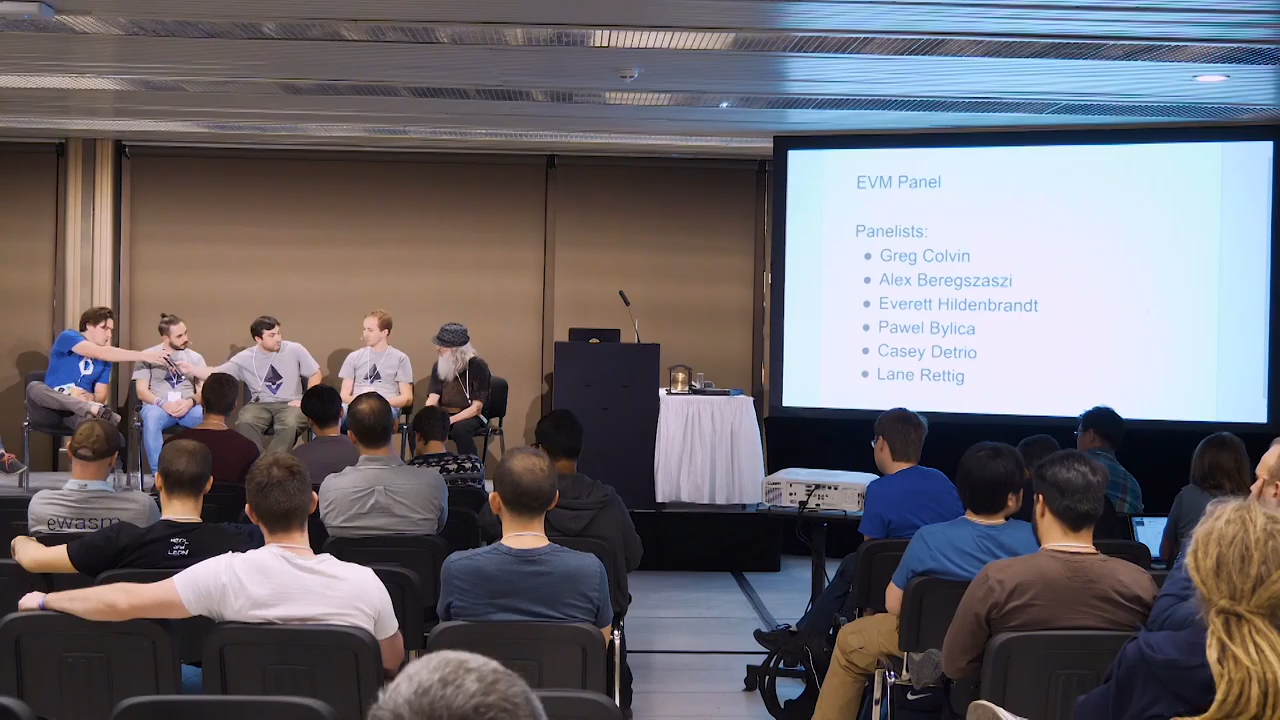 EVM Panel
Panelists:
• Greg Colvin
• Alex Beregszaszi
• Everett Hildenbrandt
• Pawel Bylica
• Casey Detrio
• Lane Rettig
ewasm